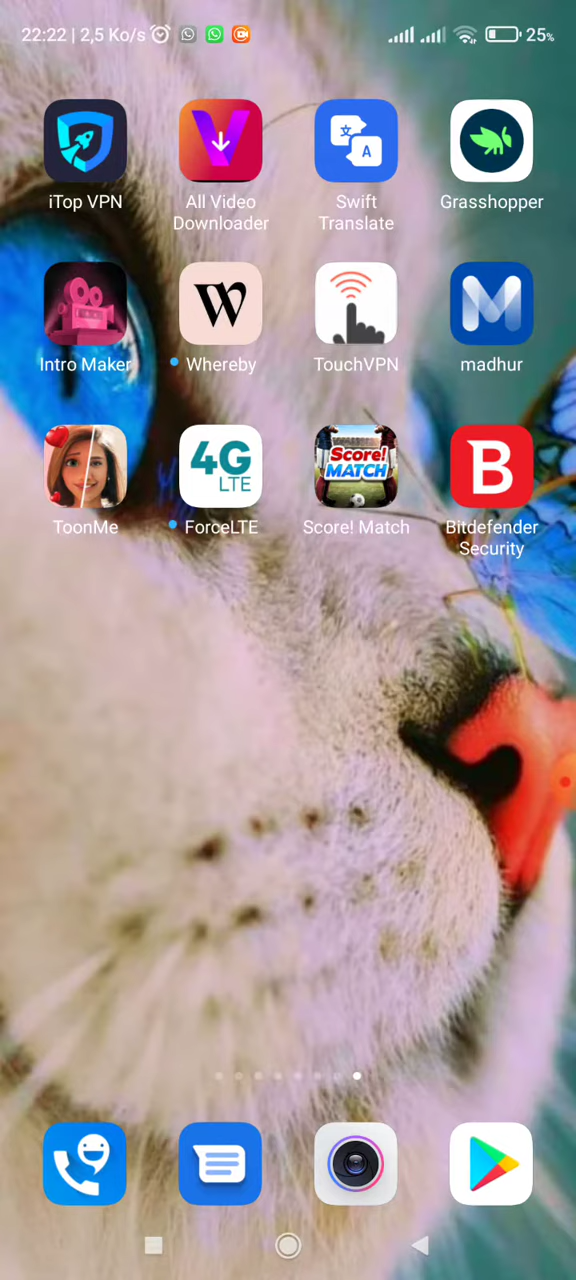 22:22 | 2,5 Ko/s 25%
iTop VPN
All Video
Downloader
Swift
Translate
Grasshopper
Intro Maker
Whereby
TouchVPN
madhur
ToonMe
4G
LTE
ForceLTE
Score!
MATCH
Score! Match
B
Bitdefender
Security